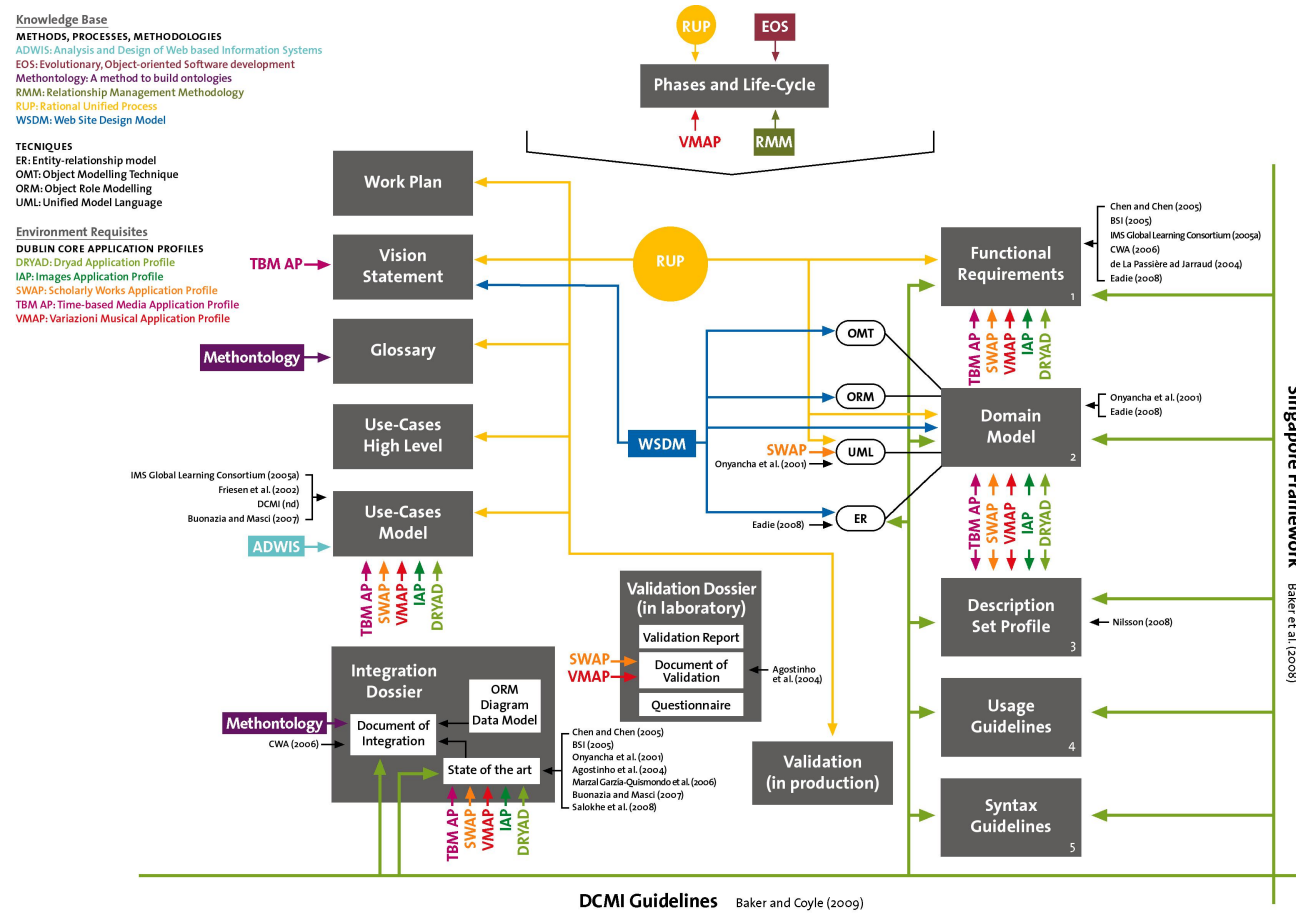 Knowledge Base
METHODS, PROCESSES, METHODOLOGIES
ADWIS: Analysis and Design of Web based Information Systems
EOS: Evolutionary, Object-oriented Software development
Methontology: A method to build ontologies
RMM: Relationship Management Methodology
RUP: Rational Unified Process
WSDM: Web Site Design Model
TECNIQUES
ER: Entity-relationship model
OMT: Object Modelling Technique
ORM: Object Role Modelling
UML: Unified Model Language
Environment Requisites
DUBLIN CORE APPLICATION PROFILES
DRYAD: Dryad Application Profile
IAP: Images Application Profile
SWAP: Scholarly Works Application Profile
TBM AP: Time-based Media Application Profile
VMAP: Variazioni Musical Application Profile
RUP
EOS
Phases and Life-Cycle
VMAP
RMM
Work Plan
TBM AP
Vision
Statement
Methontology
Glossary
Use-Cases
High Level
IMS Global Learning Consortium (2005a)
Friesen et al. (2002)
DCMI (nd)
Buonazia and Masci (2007)
ADWIS
Use-Cases
Model
TBM AP
SWAP
VMAP
IAP
DRYAD
RUP
WSDM
OMT
ORM
SWAP
Onyancha et al. (2001)
UML
Eadie (2008)
ER
Functional
Requirements
1
Chen and Chen (2005)
BSI (2005)
IMS Global Learning Consortium (2005a)
CWA (2006)
de La Passière ad Jarraud (2004)
Eadie (2008)
TBM AP
SWAP
VMAP
IAP
DRYAD
Domain
Model
2
Onyancha et al. (2001)
Eadie (2008)
TBM AP
SWAP
VMAP
IAP
DRYAD
Description
Set Profile
3
Nilsson (2008)
Usage
Guidelines
4
Syntax
Guidelines
5
Validation Dossier
(in laboratory)
Validation Report
Document of
Validation
Questionnaire
SWAP
VMAP
Agostinho
et al. (2004)
Validation
(in production)
Integration
Dossier
ORM
Diagram
Data Model
Methontology
CWA (2006)
Document of
Integration
State of the art
Chen and Chen (2005)
BSI (2005)
Onyancha et al. (2001)
Agostinho et al. (2004)
Marzal Garzía-Quismondo et al. (2006)
Buonazia and Masci (2007)
Salokhe et al. (2008)
TBM AP
SWAP
VMAP
IAP
DRYAD
DCMI Guidelines Baker and Coyle (2009)
Singapore Framework Baker et al. (2008)